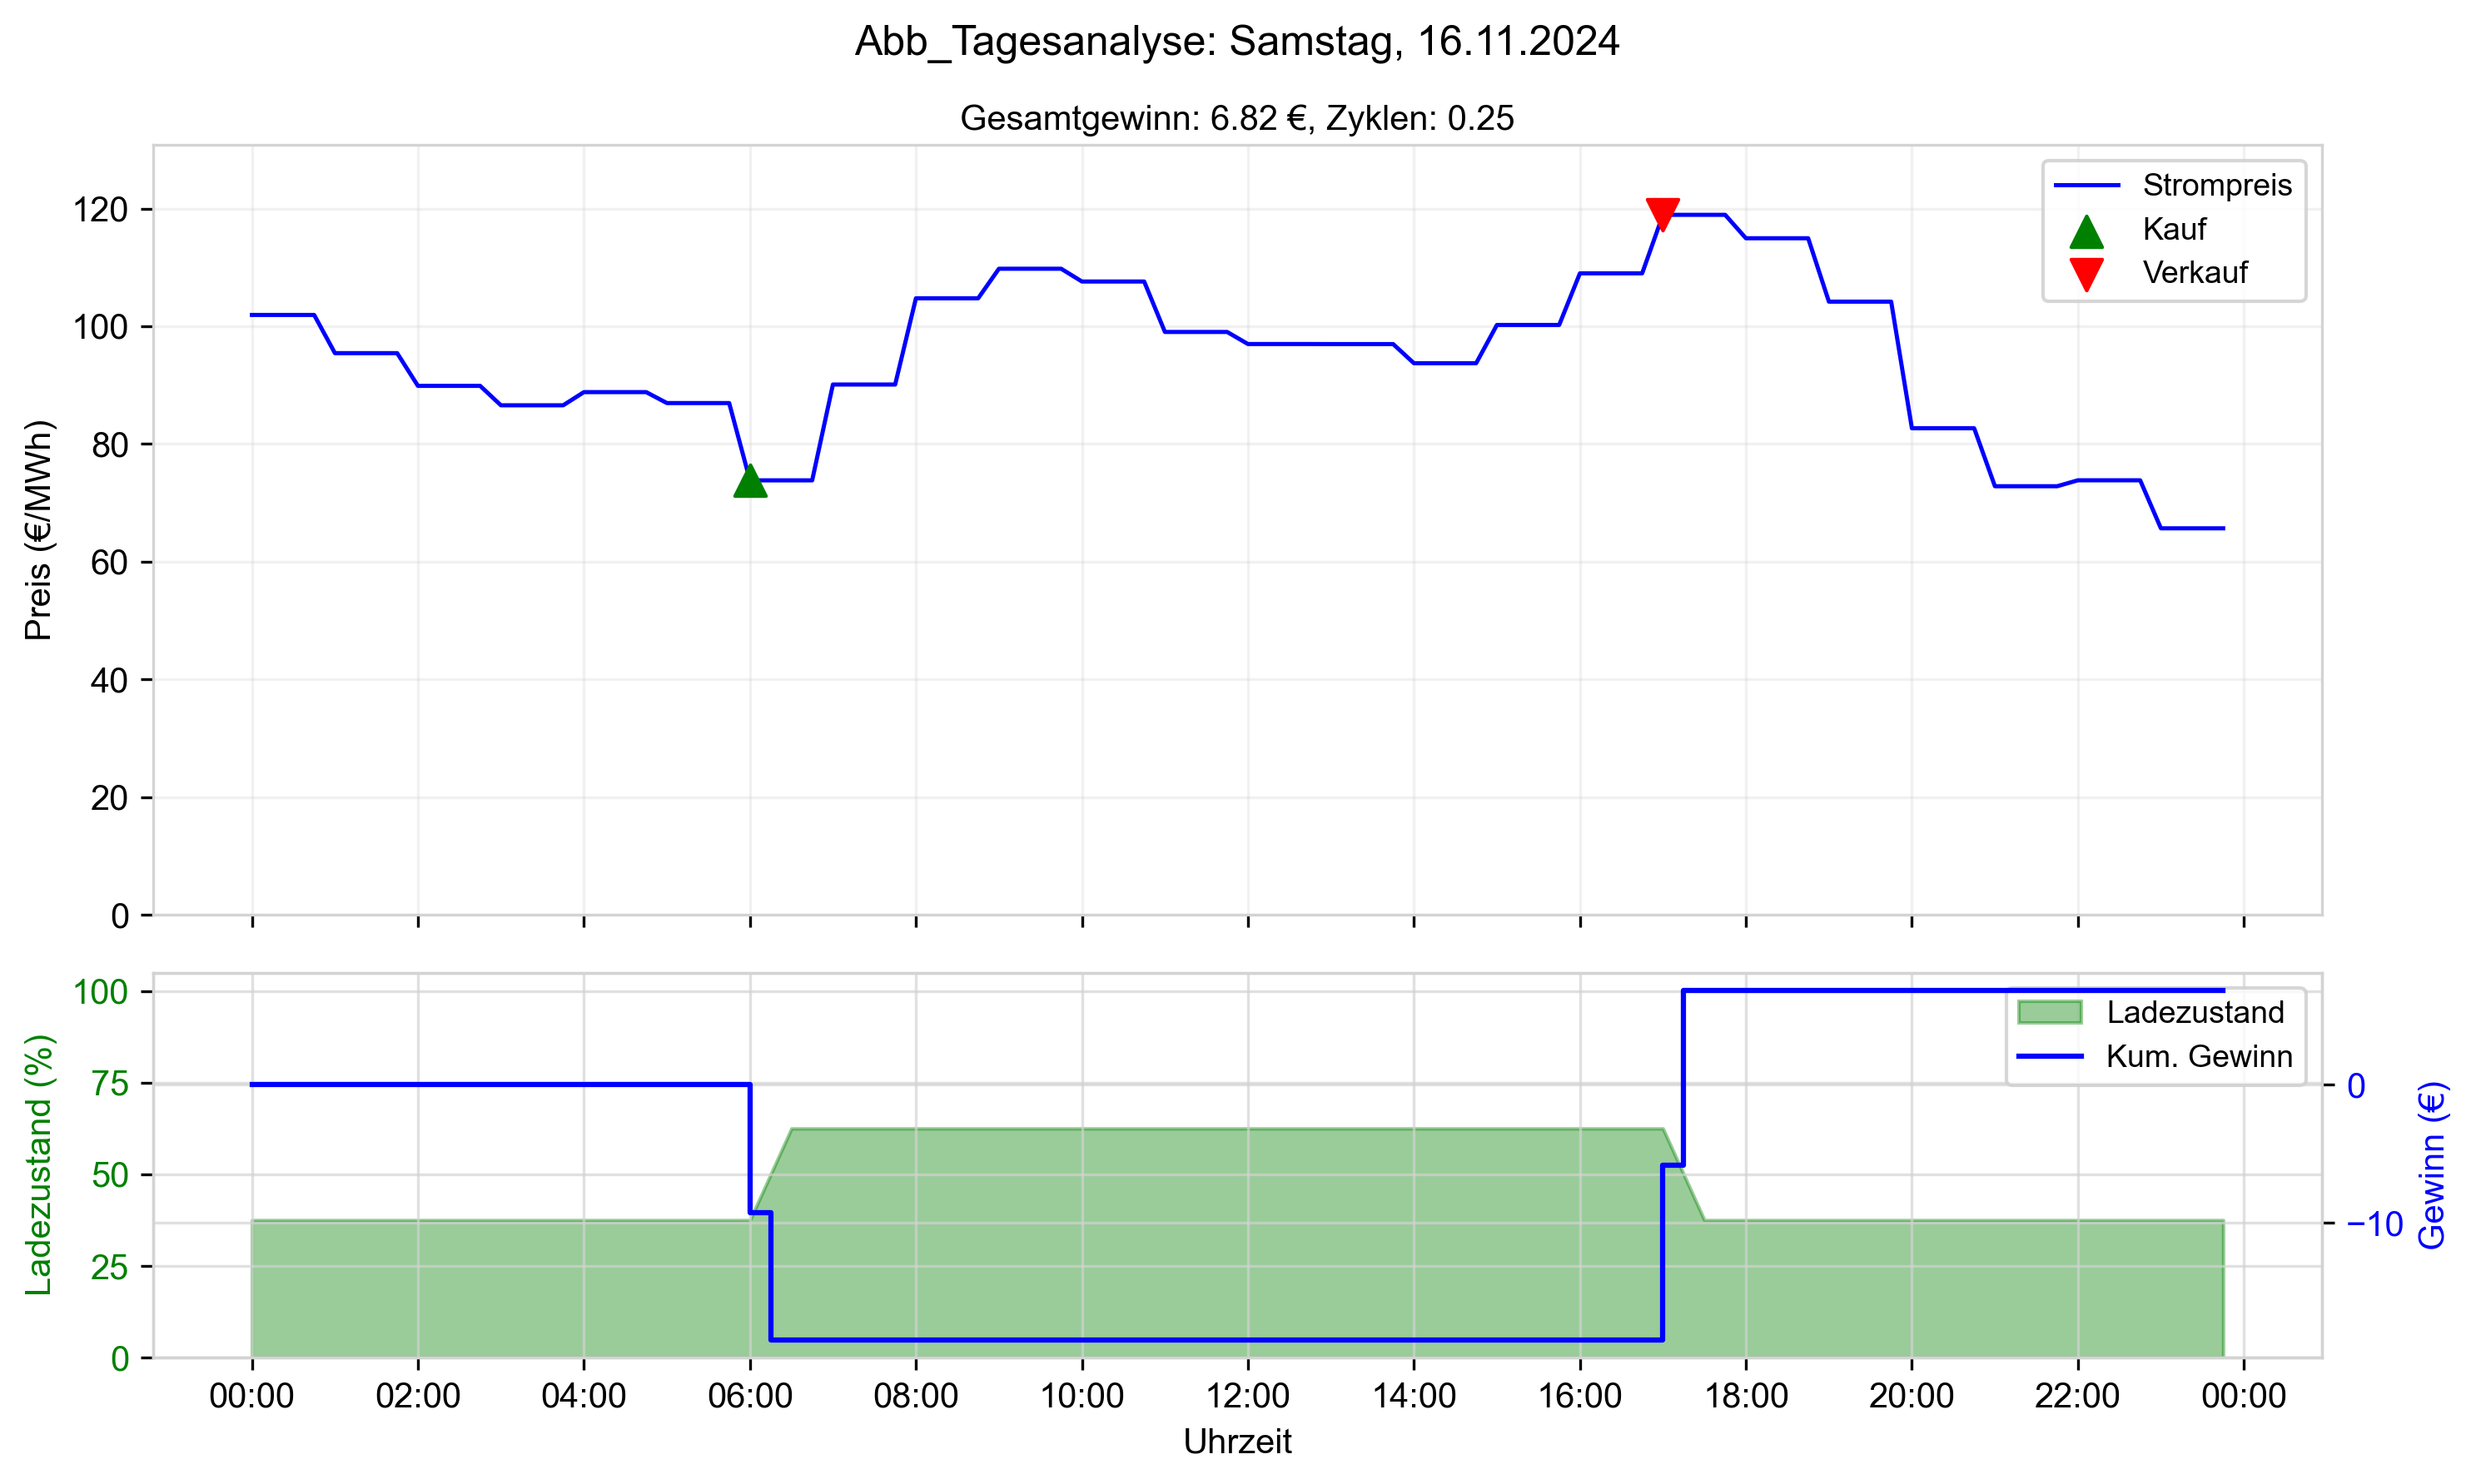 Abb_Tagesanalyse: Samstag, 16.11.2024
Gesamtgewinn: 6.82 €, Zyklen: 0.25
Preis (€/MWh)
120
100
80
60
40
20
0
Strompreis
Kauf
Verkauf
Ladezustand (%)
100
75
50
25
0
Ladezustand
Kum. Gewinn
0
−10
Gewinn (€)
00:00 02:00 04:00 06:00 08:00 10:00 12:00 14:00 16:00 18:00 20:00 22:00 00:00
Uhrzeit